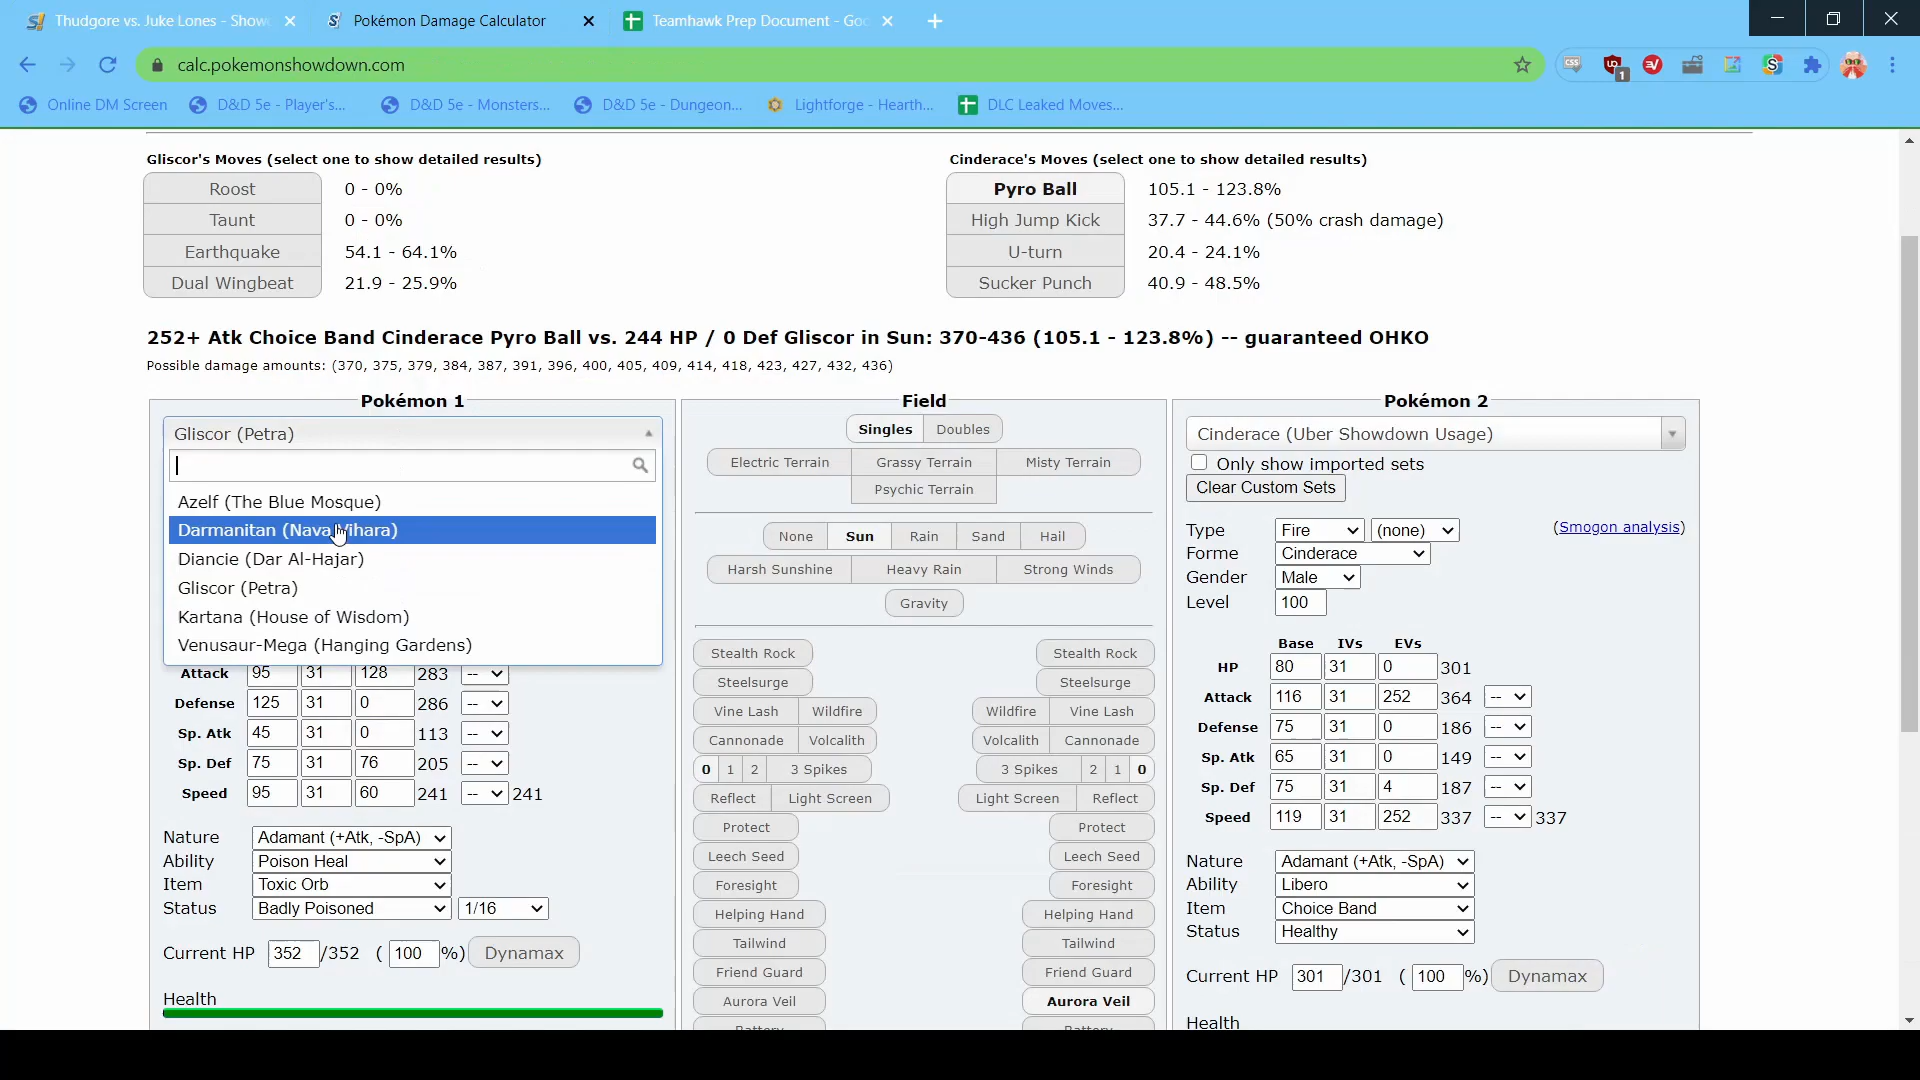 Thudgore vs. Juke Lones - Show
Pokémon Damage Calculator
Teamhawk Prep Document - Goo
calc.pokemonshowdown.com
Online DM Screen
D&D 5e - Player's...
D&D 5e - Monsters...
D&D 5e - Dungeon...
Lightforge - Hearth...
DLC Leaked Moves...
Gliscor's Moves (select one to show detailed results)
Roost 0 - 0%
Taunt 0 - 0%
Earthquake 54.1 - 64.1%
Dual Wingbeat 21.9 - 25.9%
Cinderace's Moves (select one to show detailed results)
Pyro Ball 105.1 - 123.8%
High Jump Kick 37.7 - 44.6% (50% crash damage)
U-turn 20.4 - 24.1%
Sucker Punch 40.9 - 48.5%
252+ Atk Choice Band Cinderace Pyro Ball vs. 244 HP / 0 Def Gliscor in Sun: 370-436 (105.1 - 123.8%) -- guaranteed OHKO
Possible damage amounts: (370, 375, 379, 384, 387, 391, 396, 400, 405, 409, 414, 418, 423, 427, 432, 436)
Pokémon 1
Gliscor (Petra)
Azelf (The Blue Mosque)
Darmanitan (Nava Vihara)
Diancie (Dar Al-Hajar)
Gliscor (Petra)
Kartana (House of Wisdom)
Venusaur-Mega (Hanging Gardens)
Attack 95 31 128 283 --
Defense 125 31 0 286 --
Sp. Atk 45 31 0 113 --
Sp. Def 75 31 76 205 --
Speed 95 31 60 241 -- 241
Nature Adamant (+Atk, -SpA)
Ability Poison Heal
Item Toxic Orb
Status Badly Poisoned 1/16
Current HP 352 /352 ( 100 %) Dynamax
Health
Field
Singles Doubles
Electric Terrain Grassy Terrain Misty Terrain
Psychic Terrain
None Sun Rain Sand Hail
Harsh Sunshine Heavy Rain Strong Winds
Gravity
Stealth Rock Stealth Rock
Steelsurge Steelsurge
Vine Lash Wildfire Wildfire Vine Lash
Cannonade Volcalith Volcalith Cannonade
0 1 2 3 Spikes 3 Spikes 2 1 0
Reflect Light Screen Light Screen Reflect
Protect Protect
Leech Seed Leech Seed
Foresight Foresight
Helping Hand Helping Hand
Tailwind Tailwind
Friend Guard Friend Guard
Aurora Veil Aurora Veil
Battery Battery
Pokémon 2
Cinderace (Uber Showdown Usage)
Only show imported sets
Clear Custom Sets
Type Fire (none) (Smogon analysis)
Forme Cinderace
Gender Male
Level 100
Base IVs EVs
HP 80 31 0 301
Attack 116 31 252 364 --
Defense 75 31 0 186 --
Sp. Atk 65 31 0 149 --
Sp. Def 75 31 4 187 --
Speed 119 31 252 337 -- 337
Nature Adamant (+Atk, -SpA)
Ability Libero
Item Choice Band
Status Healthy
Current HP 301 /301 ( 100 %) Dynamax
Health